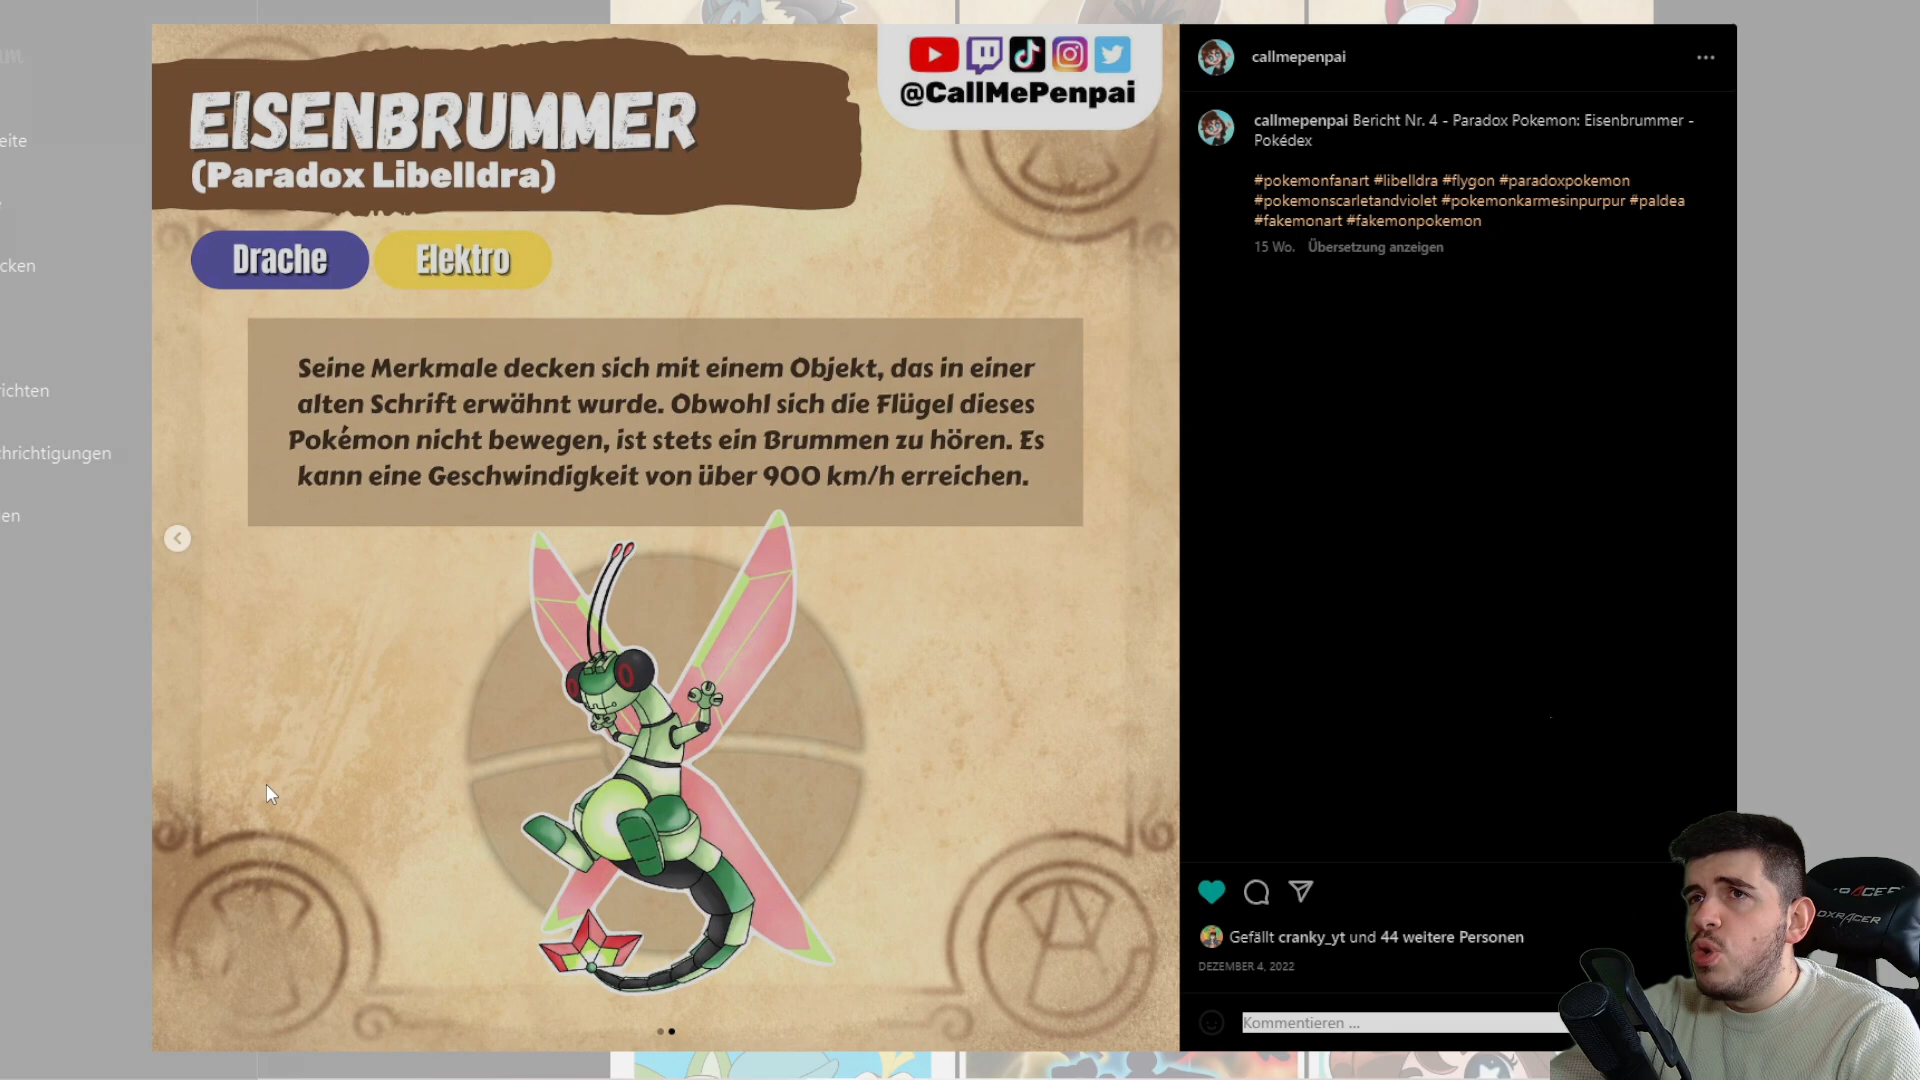 EISENBRUMMER
(Paradox Libelldra)
@CallMePenpai
Drache
Elektro
Seine Merkmale decken sich mit einem Objekt, das in einer
alten Schrift erwähnt wurde. Obwohl sich die Flügel dieses
Pokémon nicht bewegen, ist stets ein Brummen zu hören. Es
kann eine Geschwindigkeit von über 900 km/h erreichen.
callmepenpai
callmepenpai Bericht Nr. 4 - Paradox Pokemon: Eisenbrummer -
Pokédex
#pokemonfanart #libelldra #flygon #paradoxpokemon
#pokemonscarletandviolet #pokemonkarmesinpurpur #paldea
#fakemonart #fakemonpokemon
15 Wo. Übersetzung anzeigen
Gefällt cranky_yt und 44 weitere Personen
DEZEMBER 4, 2022
Kommentieren ...
eite
cken
richten
chrichtigungen
en
DXRACER